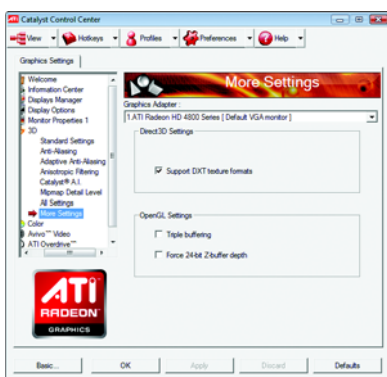 Catalyst Control Center
View Hotkeys Profiles Preferences Help
Graphics Settings
Welcome
Information Center
Displays Manager
Display Options
Monitor Properties 1
3D
Standard Settings
Anti-Aliasing
Adaptive Anti-Aliasing
Anisotropic Filtering
Catalyst® A.I.
Mipmap Detail Level
All Settings
More Settings
Color
Avivo™ Video
ATI Overdrive™
ATI
RADEON
GRAPHICS
More Settings
Graphics Adapter :
1.ATI Radeon HD 4800 Series [ Default VGA monitor ]
Direct3D Settings
Support DXT texture formats
OpenGL Settings
Triple buffering
Force 24-bit Z-buffer depth
Basic... OK Apply Discard Defaults